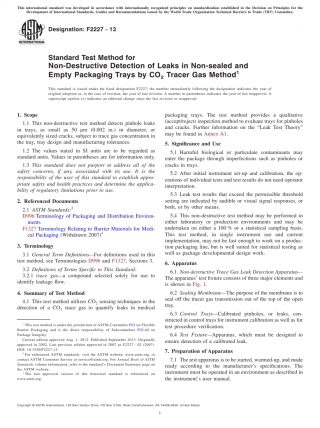 This international standard was developed in accordance with internationally recognized principles on standardization established in the Decision on Principles for the
Development of International Standards, Guides and Recommendations issued by the World Trade Organization Technical Barriers to Trade (TBT) Committee.
Designation: F2227 − 13
Standard Test Method for
Non-Destructive Detection of Leaks in Non-sealed and
Empty Packaging Trays by CO2 Tracer Gas Method1
This standard is issued under the fixed designation F2227; the number immediately following the designation indicates the year of
original adoption or, in the case of revision, the year of last revision. A number in parentheses indicates the year of last reapproval. A
superscript epsilon (ε) indicates an editorial change since the last revision or reapproval.
1. Scope
1.1 This non-destructive test method detects pinhole leaks
in trays, as small as 50 µm (0.002 in.) in diameter, or
equivalently sized cracks, subject to trace gas concentration in
the tray, tray design and manufacturing tolerances.
1.2 The values stated in SI units are to be regarded as
standard units. Values in parentheses are for information only.
1.3 This standard does not purport to address all of the
safety concerns, if any, associated with its use. It is the
responsibility of the user of this standard to establish appro-
priate safety and health practices and determine the applica-
bility of regulatory limitations prior to use.
2. Referenced Documents
2.1 ASTM Standards:2
D996 Terminology of Packaging and Distribution Environ-
ments
F1327 Terminology Relating to Barrier Materials for Medi-
cal Packaging (Withdrawn 2007)3
3. Terminology
3.1 General Term Definitions—For definitions used in this
test method, see Terminologies D996 and F1327, Section 3.
3.2 Definitions of Terms Specific to This Standard:
3.2.1 trace gas—a compound selected solely for use to
identify leakage flow.
4. Summary of Test Method
4.1 This test method utilizes CO2 sensing techniques in the
detection of a CO2 trace gas to quantify leaks in medical
1 This test method is under the jurisdiction of ASTM Committee F02 on Flexible
Barrier Packaging and is the direct responsibility of Subcommittee F02.40 on
Package Integrity.
Current edition approved Aug. 1, 2013. Published September 2013. Originally
approved in 2002. Last previous edition approved in 2007 as F2227 – 02 (2007).
DOI: 10.1520/F2227-13.
2 For referenced ASTM standards, visit the ASTM website, www.astm.org, or
contact ASTM Customer Service at service@astm.org. For Annual Book of ASTM
Standards volume information, refer to the standard's Document Summary page on
the ASTM website.
3 The last approved version of this historical standard is referenced on
www.astm.org.
packaging trays. The test method provides a qualitative
(accept/reject) inspection method to evaluate trays for pinholes
and cracks. Further information on the "Leak Test Theory"
may be found in Annex A1.
5. Significance and Use
5.1 Harmful biological or particulate contaminants may
enter the package through imperfections such as pinholes or
cracks in trays.
5.2 After initial instrument set-up and calibration, the op-
erations of individual tests and test results do not need operator
interpretation.
5.3 Leak test results that exceed the permissible threshold
setting are indicated by audible or visual signal responses, or
both, or by other means.
5.4 This non-destructive test method may be performed in
either laboratory or production environments and may be
undertaken on either a 100 % or a statistical sampling basis.
This test method, in single instrument use and current
implementation, may not be fast enough to work on a produc-
tion packaging line, but is well suited for statistical testing as
well as package developmental design work.
6. Apparatus
6.1 Non-destructive Trace Gas Leak Detection Apparatus—
The apparatus' test fixture consists of three major elements and
is shown in Fig. 1.
6.2 Sealing Membrane—The purpose of the membrane is to
seal off the tracer gas transmission out of the top of the open
tray.
6.3 Control Trays—Calibrated pinholes, or leaks, con-
structed in control trays for instrument calibration as well as for
test procedure verification.
6.4 Test Fixture—Apparatus, which must be designed to
ensure detection of a calibrated leak.
7. Preparation of Apparatus
7.1 The test apparatus is to be started, warmed-up, and made
ready according to the manufacturer's specifications. The
instrument must be operated in an environment as described in
the instrument's user manual.
Copyright © ASTM International, 100 Barr Harbor Drive, PO Box C700, West Conshohocken, PA 19428-2959. United States
1